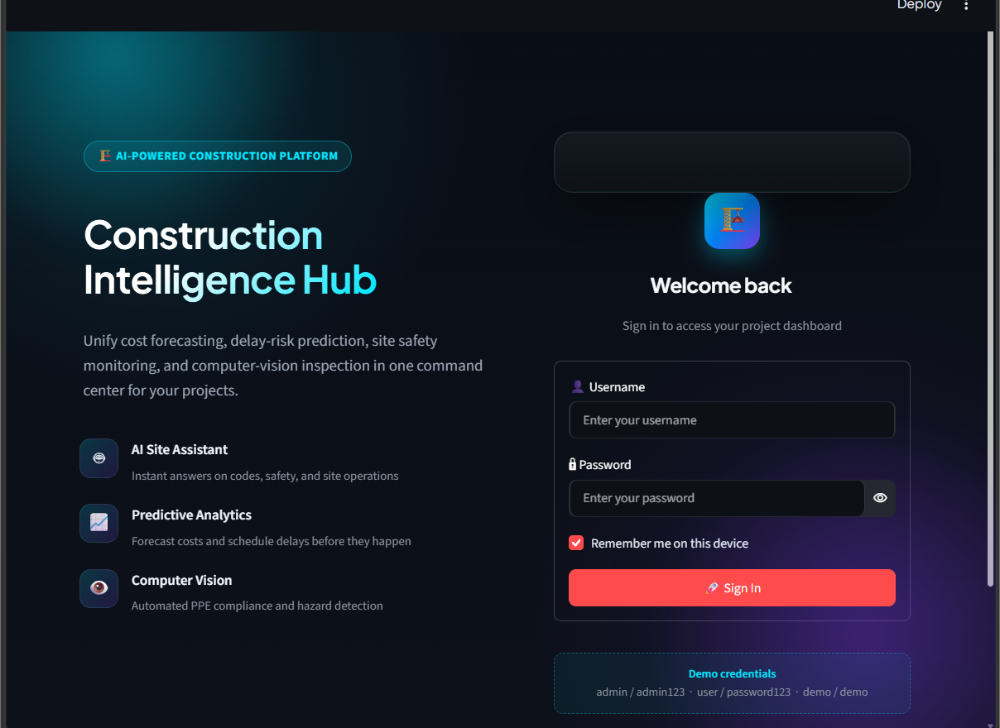 Deploy
AI-POWERED CONSTRUCTION PLATFORM
Construction
Intelligence Hub
Unify cost forecasting, delay-risk prediction, site safety
monitoring, and computer-vision inspection in one command
center for your projects.
AI Site Assistant
Instant answers on codes, safety, and site operations
Predictive Analytics
Forecast costs and schedule delays before they happen
Computer Vision
Automated PPE compliance and hazard detection
Welcome back
Sign in to access your project dashboard
Username
Enter your username
Password
Enter your password
Remember me on this device
Sign In
Demo credentials
admin / admin123 · user / password123 · demo / demo